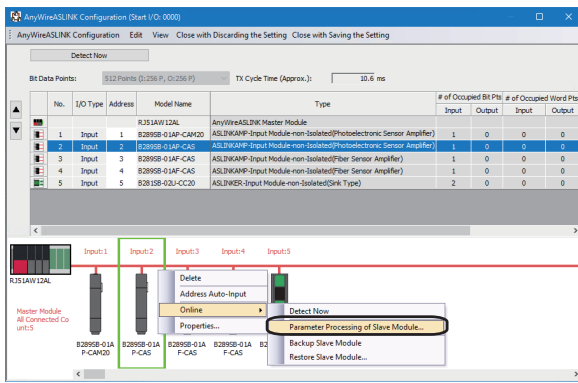 AnyWireASLINK Configuration (Start I/O: 0000)
AnyWireASLINK Configuration Edit View Close with Discarding the Setting Close with Saving the Setting
Detect Now
Bit Data Points: 512 Points (I:256 P, O:256 P) TX Cycle Time (Approx.): 10.6 ms
No. I/O Type Address Model Name Type # of Occupied Bit Pts # of Occupied Word Pts
Input Output Input Output
RJ51AW12AL AnyWireASLINK Master Module
1 Input 1 B289SB-01AP-CAM20 ASLINKAMP-Input Module-non-Isolated(Photoelectric Sensor Amplifier) 1 0 0 0
2 Input 2 B289SB-01AP-CAS ASLINKAMP-Input Module-non-Isolated(Photoelectric Sensor Amplifier) 1 0 0 0
3 Input 3 B289SB-01AF-CAS ASLINKAMP-Input Module-non-Isolated(Fiber Sensor Amplifier) 1 0 0 0
4 Input 4 B289SB-01AF-CAS ASLINKAMP-Input Module-non-Isolated(Fiber Sensor Amplifier) 1 0 0 0
5 Input 5 B281SB-02U-CC20 ASLINKER-Input Module-non-Isolated(Sink Type) 2 0 0 0
Input:1 Input:2 Input:3 Input:4 Input:5
RJ51AW12AL
Master Module
All Connected Co
unt:5
Delete
Address Auto-Input
Online
Properties...
Detect Now
Parameter Processing of Slave Module...
Backup Slave Module
Restore Slave Module...
B289SB-01A B289SB-01A B289SB-01A B289SB-01A B2
P-CAM20 P-CAS F-CAS F-CAS